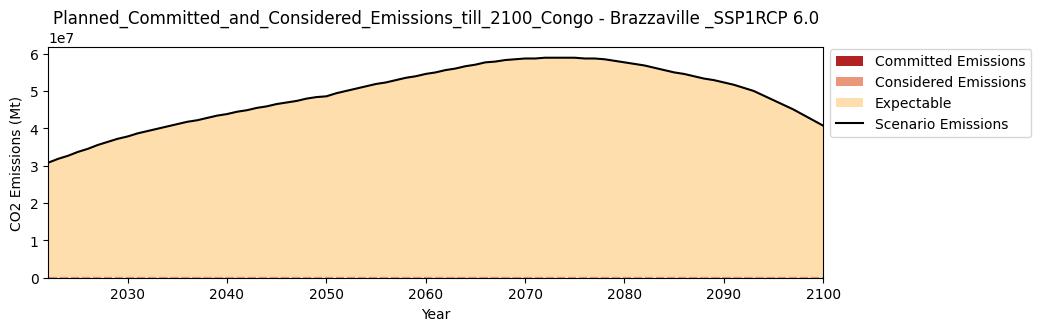 Planned_Committed_and_Considered_Emissions_till_2100_Congo - Brazzaville _SSP1RCP 6.0
1e7
6
5
4
3
2
1
0
CO2 Emissions (Mt)
2030 2040 2050 2060 2070 2080 2090 2100
Year
Committed Emissions
Considered Emissions
Expectable
Scenario Emissions